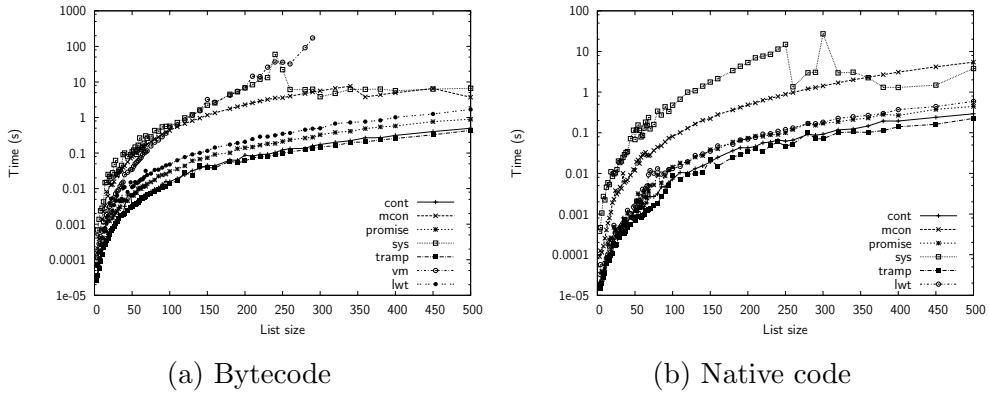 1000
100
10
1
0.1
0.01
0.001
0.0001
1e-05
Time (s)
0 50 100 150 200 250 300 350 400 450 500
List size
cont
mcon
promise
sys
tramp
vm
lwt
(a) Bytecode
100
10
1
0.1
0.01
0.001
0.0001
1e-05
Time (s)
0 50 100 150 200 250 300 350 400 450 500
List size
cont
mcon
promise
sys
tramp
lwt
(b) Native code